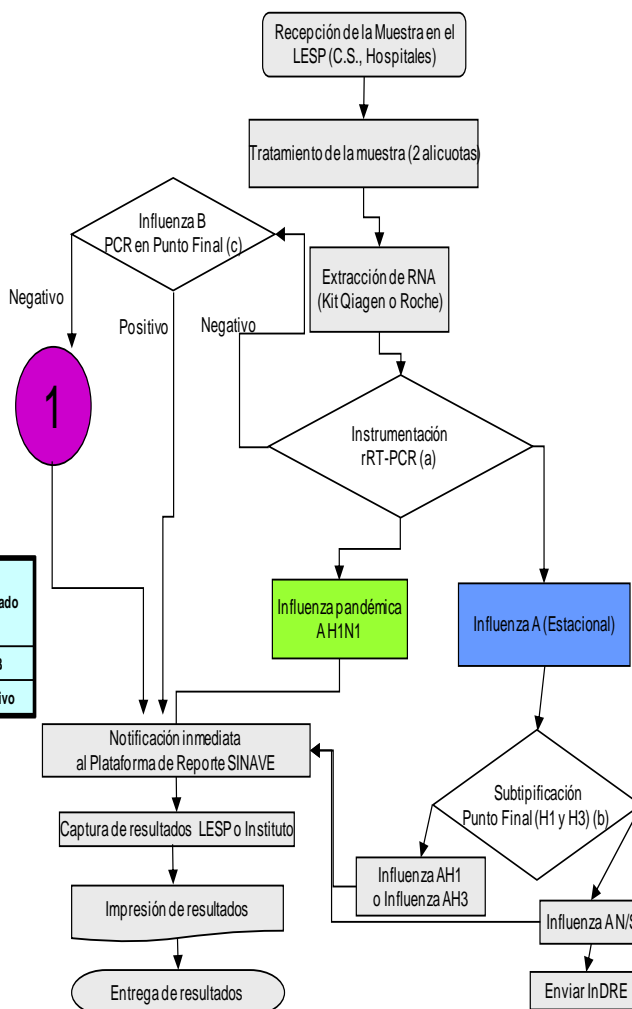 Recepción de la Muestra en el
LESP (C.S., Hospitales)
Tratamiento de la muestra (2 alicuotas)
Influenza B
PCR en Punto Final (c)
Extracción de RNA
(Kit Qiagen o Roche)
Negativo
Positivo
Negativo
1
Instrumentación
rRT-PCR (a)
Influenza pandémica
A H1N1
Influenza A (Estacional)
Notificación inmediata
al Plataforma de Reporte SINAVE
Subtipificación
Punto Final (H1 y H3) (b)
Captura de resultados LESP o Instituto
Influenza AH1
o Influenza AH3
Impresión de resultados
Influenza A N/S
Entrega de resultados
Enviar InDRE